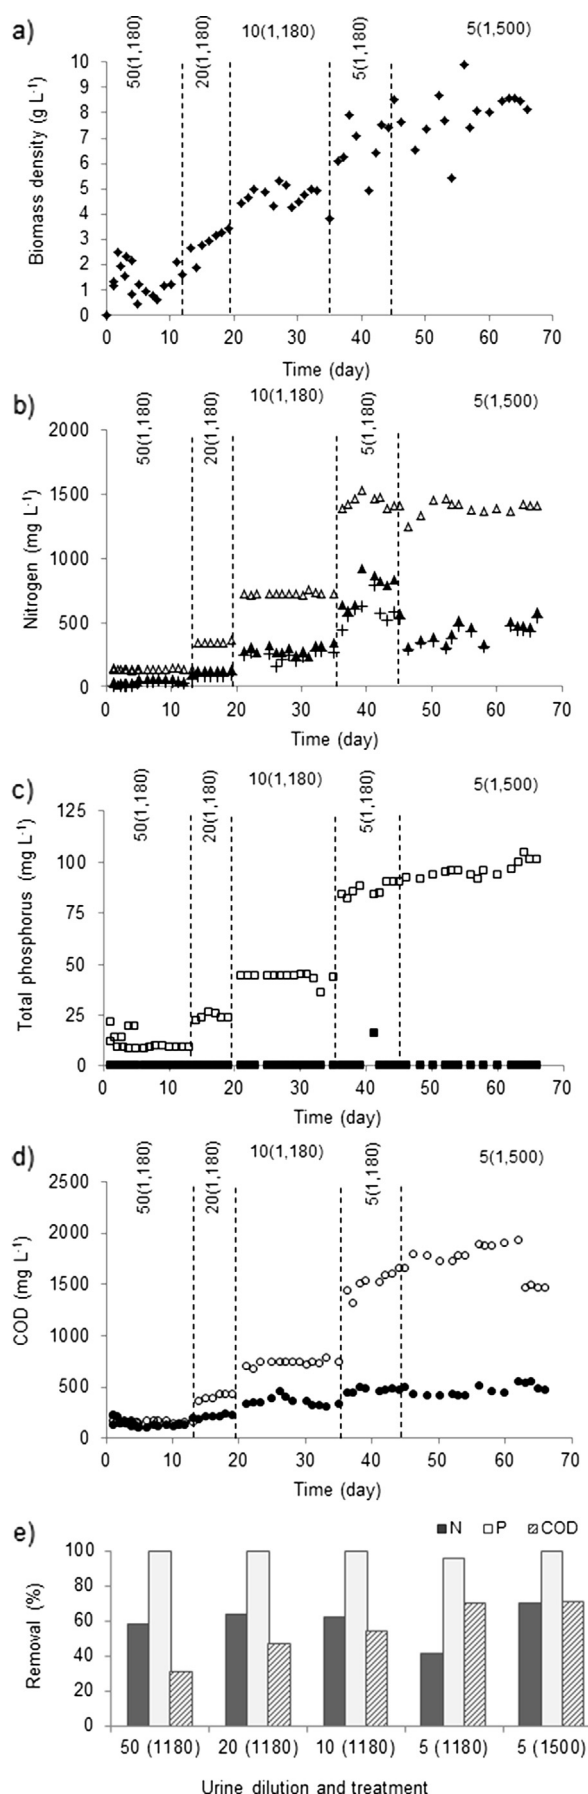 a)
50(1,180)
20(1,180)
10(1,180)
5(1,180)
5(1,500)
Biomass density (g L-1)
10
9
8
7
6
5
4
3
2
1
0
0 10 20 30 40 50 60 70
Time (day)
b)
50(1,180)
20(1,180)
10(1,180)
5(1,180)
5(1,500)
Nitrogen (mg L-1)
2000
1500
1000
500
0
0 10 20 30 40 50 60 70
Time (day)
c)
50(1,180)
20(1,180)
10(1,180)
5(1,180)
5(1,500)
Total phosphorus (mg L-1)
125
100
75
50
25
0
0 10 20 30 40 50 60 70
Time (day)
d)
50(1,180)
20(1,180)
10(1,180)
5(1,180)
5(1,500)
COD (mg L-1)
2500
2000
1500
1000
500
0
0 10 20 30 40 50 60 70
Time (day)
e)
N P COD
Removal (%)
100
80
60
40
20
0
50 (1180) 20 (1180) 10 (1180) 5 (1180) 5 (1500)
Urine dilution and treatment